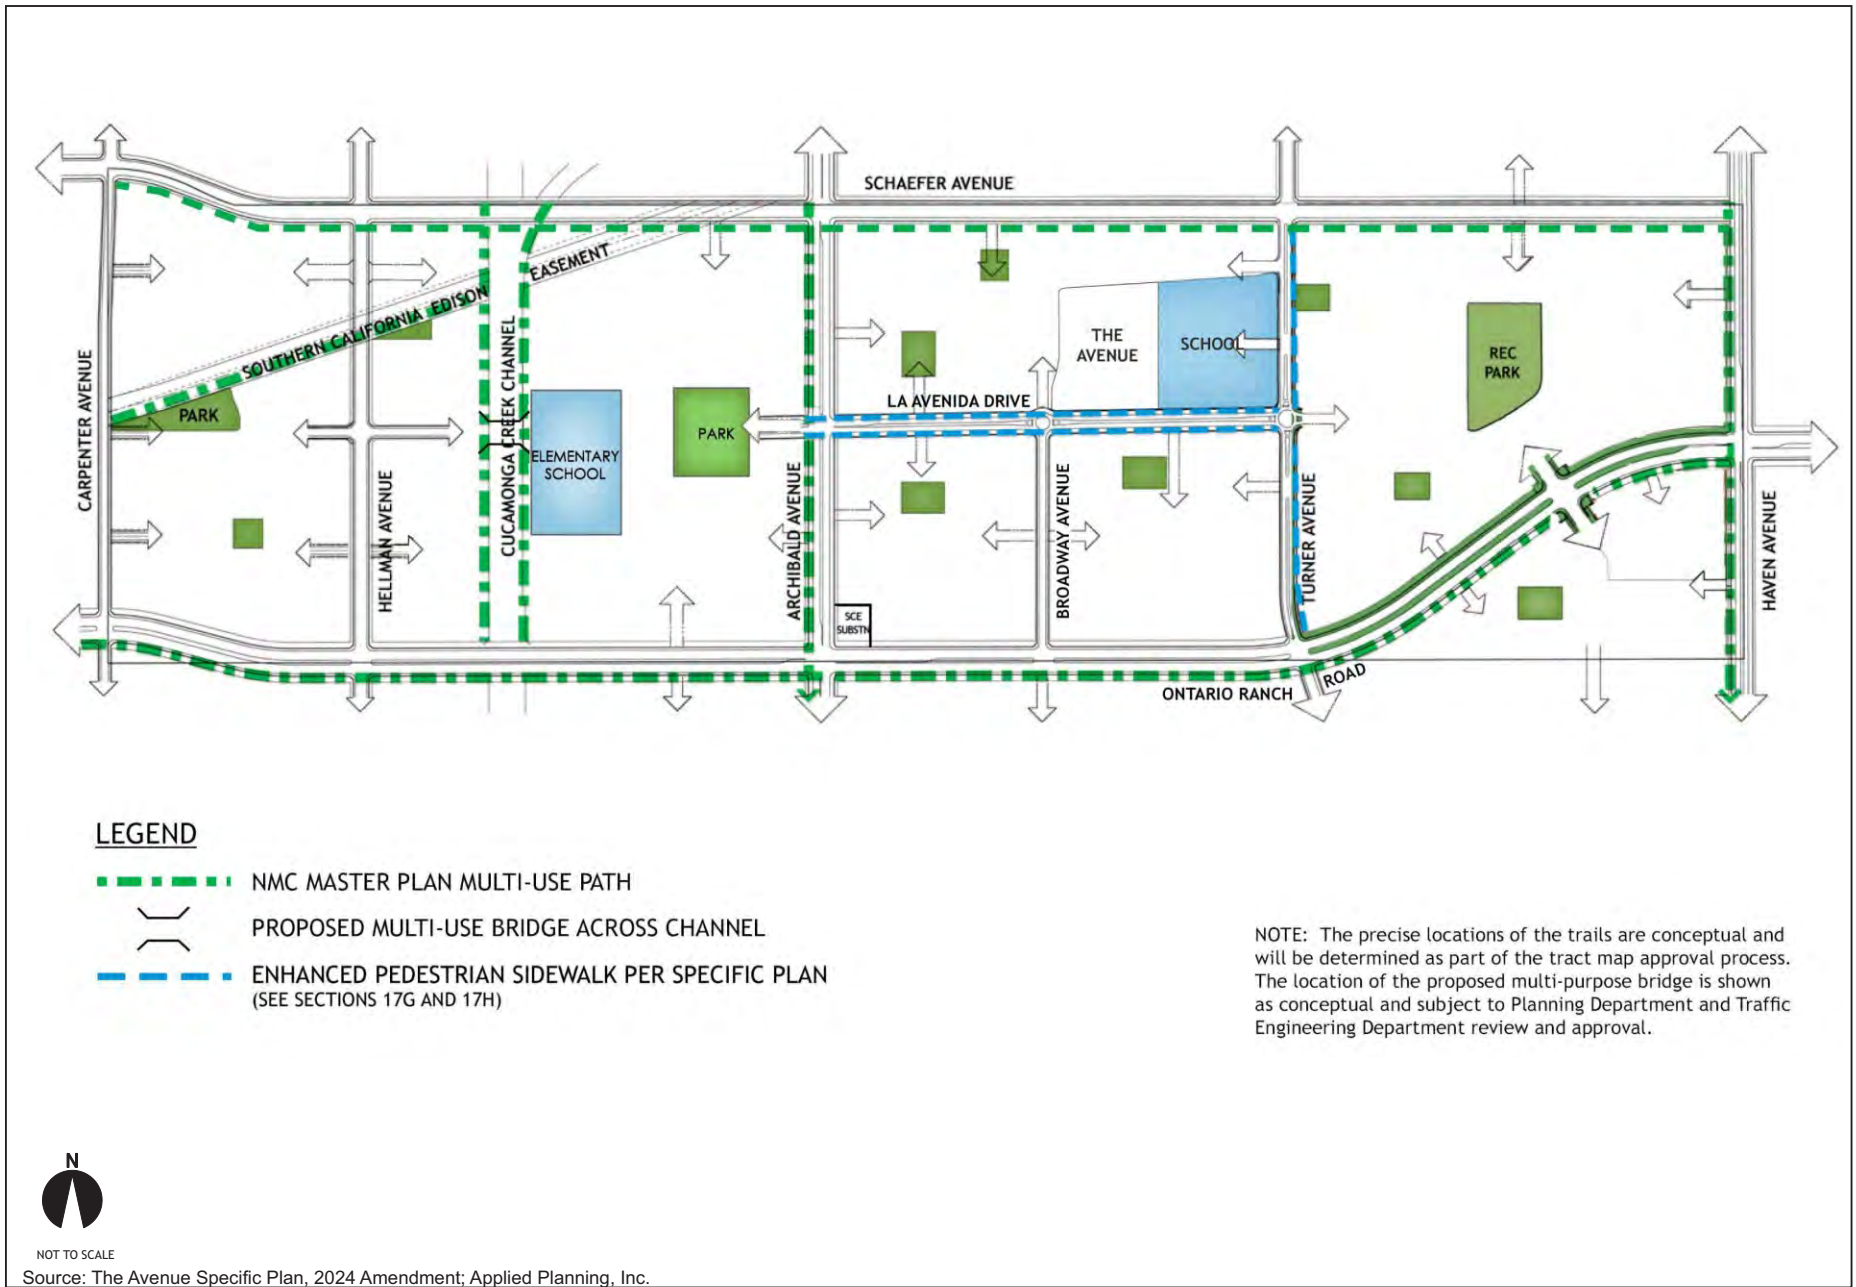 SCHAEFER AVENUE
EASEMENT
SOUTHERN CALIFORNIA EDISON
CUCAMONGA CREEK CHANNEL
CARPENTER AVENUE
PARK
HELLMAN AVENUE
ELEMENTARY
SCHOOL
PARK
ARCHIBALD AVENUE
LA AVENIDA DRIVE
THE
AVENUE
SCHOOL
REC
PARK
BROADWAY AVENUE
TURNER AVENUE
HAVEN AVENUE
SCE
SUBSTN
ONTARIO RANCH
ROAD
LEGEND
NMC MASTER PLAN MULTI-USE PATH
PROPOSED MULTI-USE BRIDGE ACROSS CHANNEL
ENHANCED PEDESTRIAN SIDEWALK PER SPECIFIC PLAN
(SEE SECTIONS 17G AND 17H)
NOTE: The precise locations of the trails are conceptual and
will be determined as part of the tract map approval process.
The location of the proposed multi-purpose bridge is shown
as conceptual and subject to Planning Department and Traffic
Engineering Department review and approval.
N
NOT TO SCALE
Source: The Avenue Specific Plan, 2024 Amendment; Applied Planning, Inc.